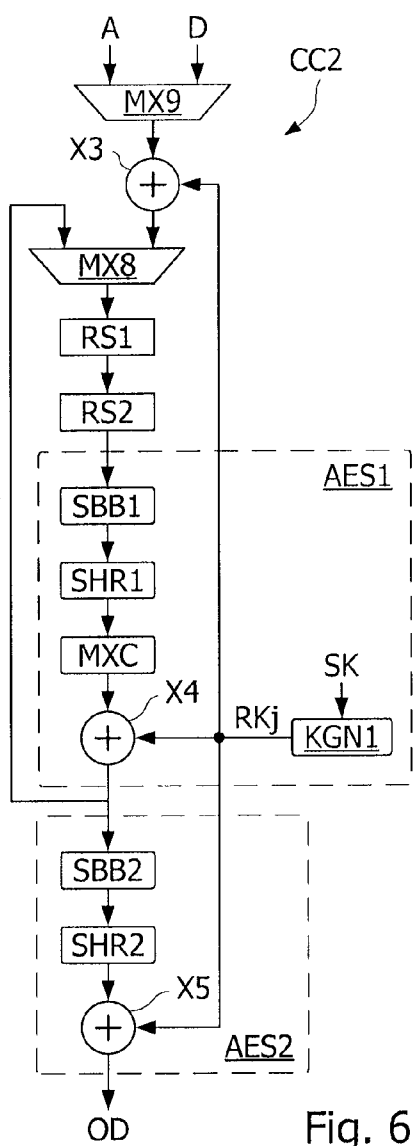 A D
CC2
MX9
X3
+
MX8
RS1
RS2
AES1
SBB1
SHR1
MXC
X4
SK
+
RKj
KGN1
SBB2
SHR2
X5
+
AES2
OD
Fig. 6